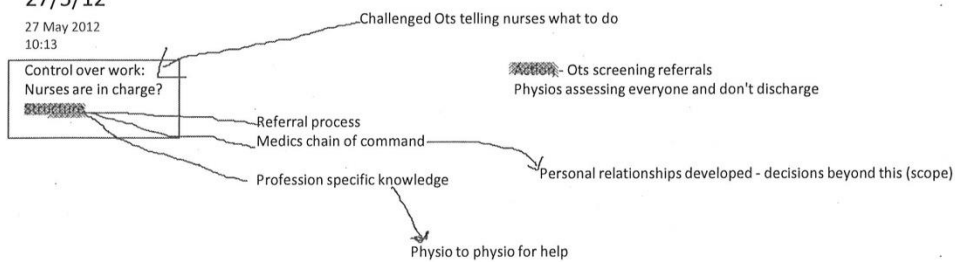 27/5/12
27 May 2012
10:13
Challenged Ots telling nurses what to do
Control over work:
Nurses are in charge?
Structure
Action - Ots screening referrals
Physios assessing everyone and don't discharge
Referral process
Medics chain of command
Profession specific knowledge
Personal relationships developed - decisions beyond this (scope)
Physio to physio for help